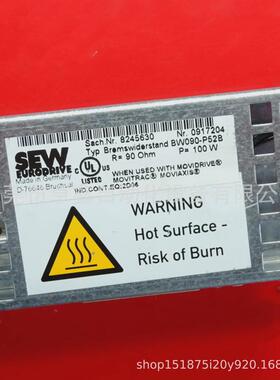 Sach.Nr. 8245630 Nr. 0917204
Typ Bremswiderstand BW090-P52B
R= 90 Ohm P= 100 W
SEW
EURODRIVE
Made in Germany
D-76646 Bruchsal
C UL US
LISTED
WHEN USED WITH MOVIDRIVE®
MOVITRAC® MOVIAXIS®
IND.CONT.EQ.2D06
WARNING
Hot Surface -
Risk of Burn
shop151875i20y920.168